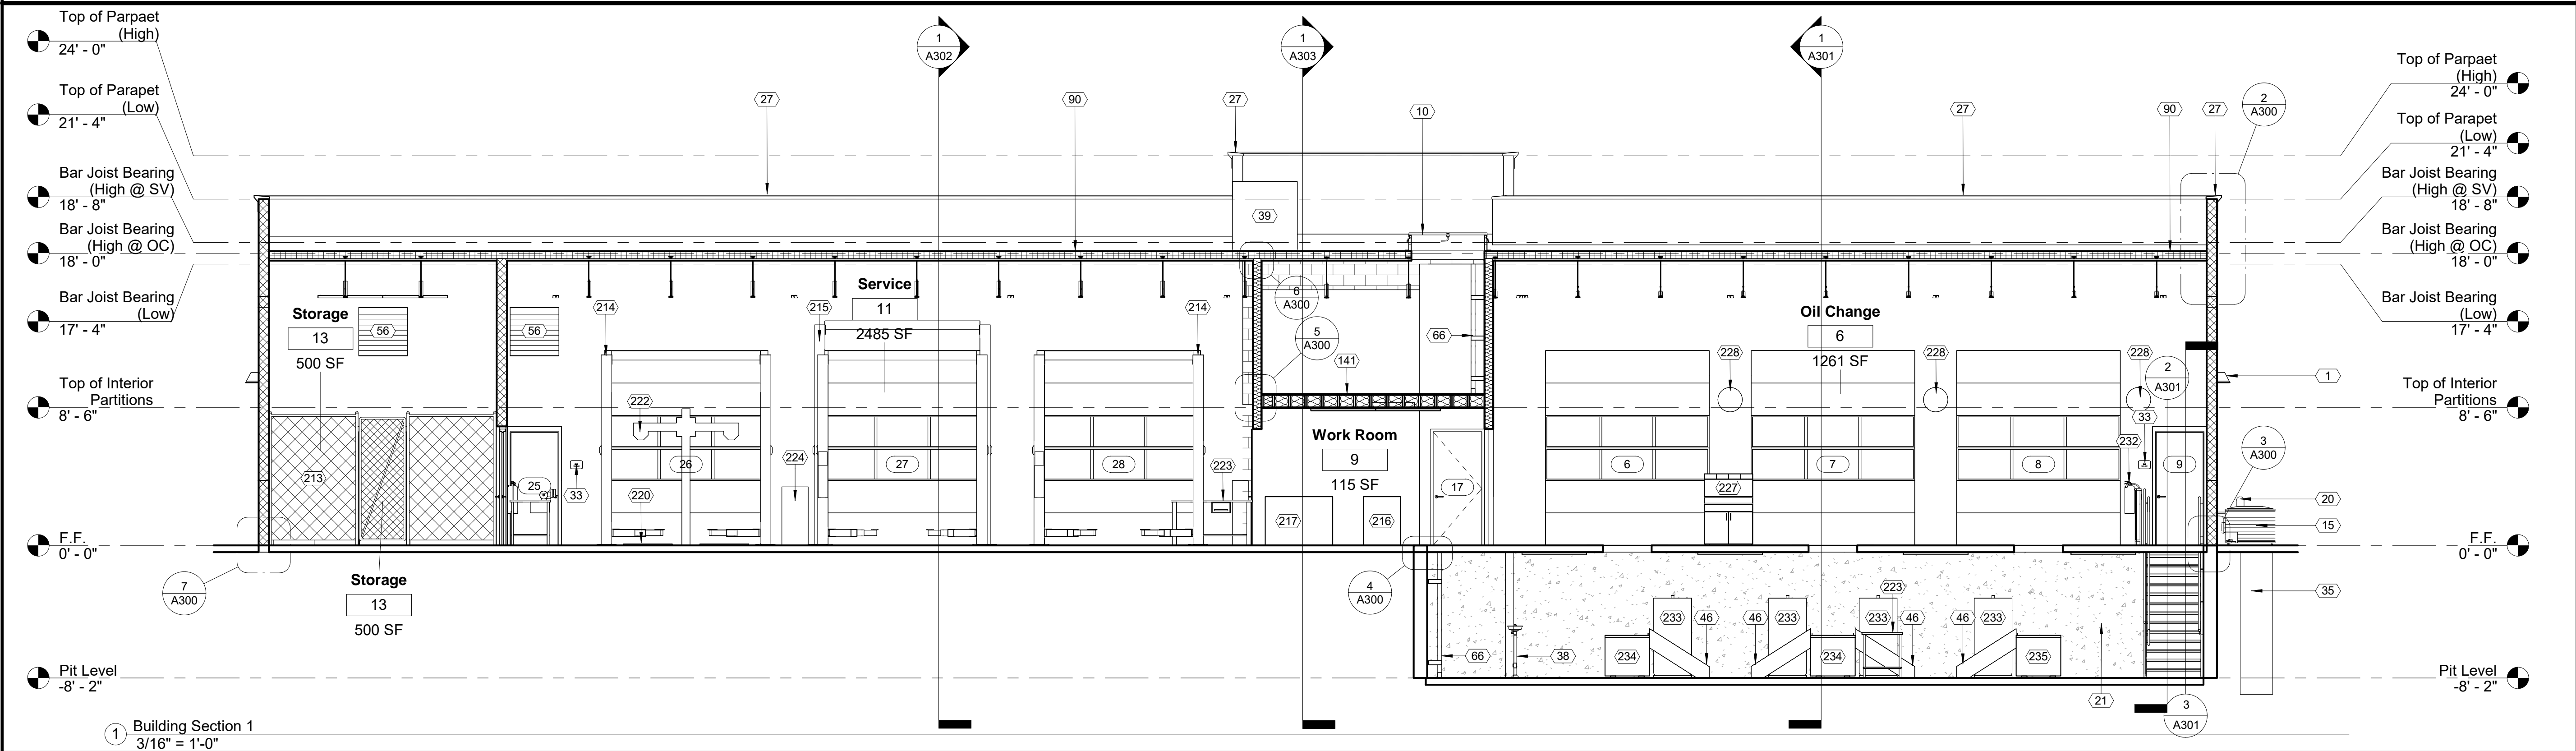 Top of Parpaet
(High)
24' - 0"
Top of Parapet
(Low)
21' - 4"
Bar Joist Bearing
(High @ SV)
18' - 8"
Bar Joist Bearing
(High @ OC)
18' - 0"
Bar Joist Bearing
(Low)
17' - 4"
Top of Interior
Partitions
8' - 6"
F.F.
0' - 0"
Pit Level
-8' - 2"
1
A302
1
A303
1
A301
27
90
27
10
27
90
27
2
A300
39
Storage
13
500 SF
56
56
214
215
Service
11
2485 SF
214
6
A300
5
A300
141
66
Oil Change
6
1261 SF
228
228
228
2
A301
1
213
222
25
33
26
224
27
28
223
220
Work Room
9
115 SF
217
216
17
6
227
7
8
232
33
9
3
A300
20
15
7
A300
Storage
13
500 SF
4
A300
66
38
234
233
46
46
233
234
233
223
46
46
233
235
21
35
3
A301
Top of Parpaet
(High)
24' - 0"
Top of Parapet
(Low)
21' - 4"
Bar Joist Bearing
(High @ SV)
18' - 8"
Bar Joist Bearing
(High @ OC)
18' - 0"
Bar Joist Bearing
(Low)
17' - 4"
Top of Interior
Partitions
8' - 6"
F.F.
0' - 0"
Pit Level
-8' - 2"
1
Building Section 1
3/16" = 1'-0"